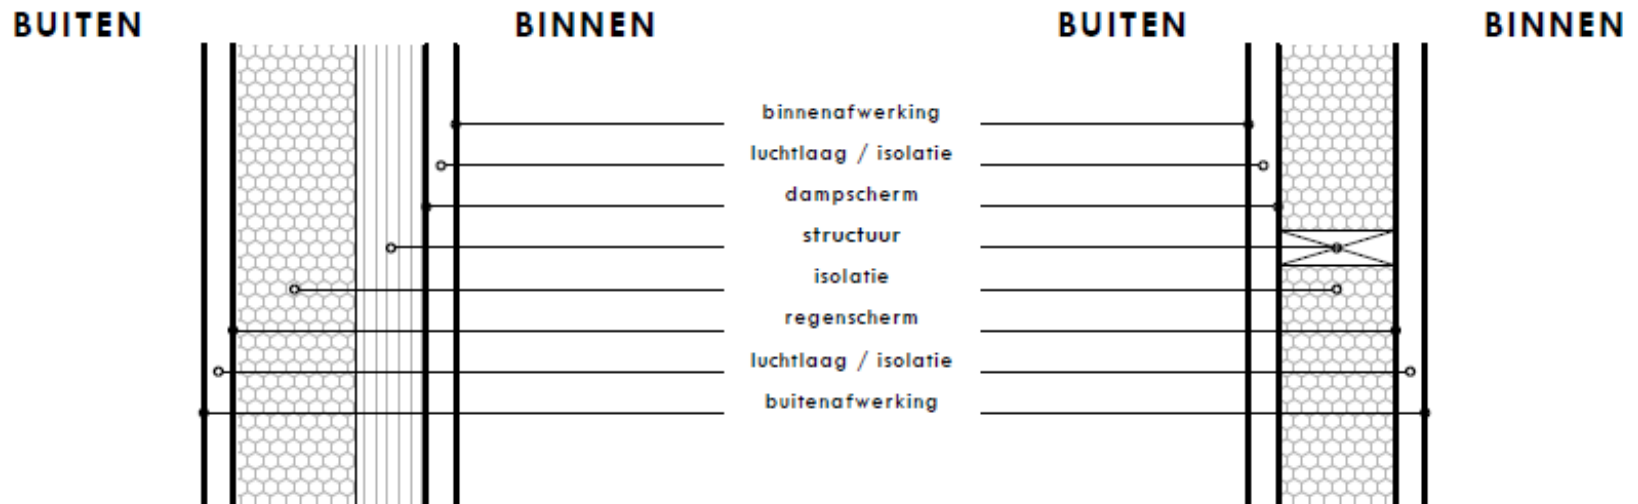 BUITEN BINNEN BUITEN BINNEN
binnenafwerking
luchtlaag / isolatie
dampscherm
structuur
isolatie
regenscherm
luchtlaag / isolatie
buitenafwerking